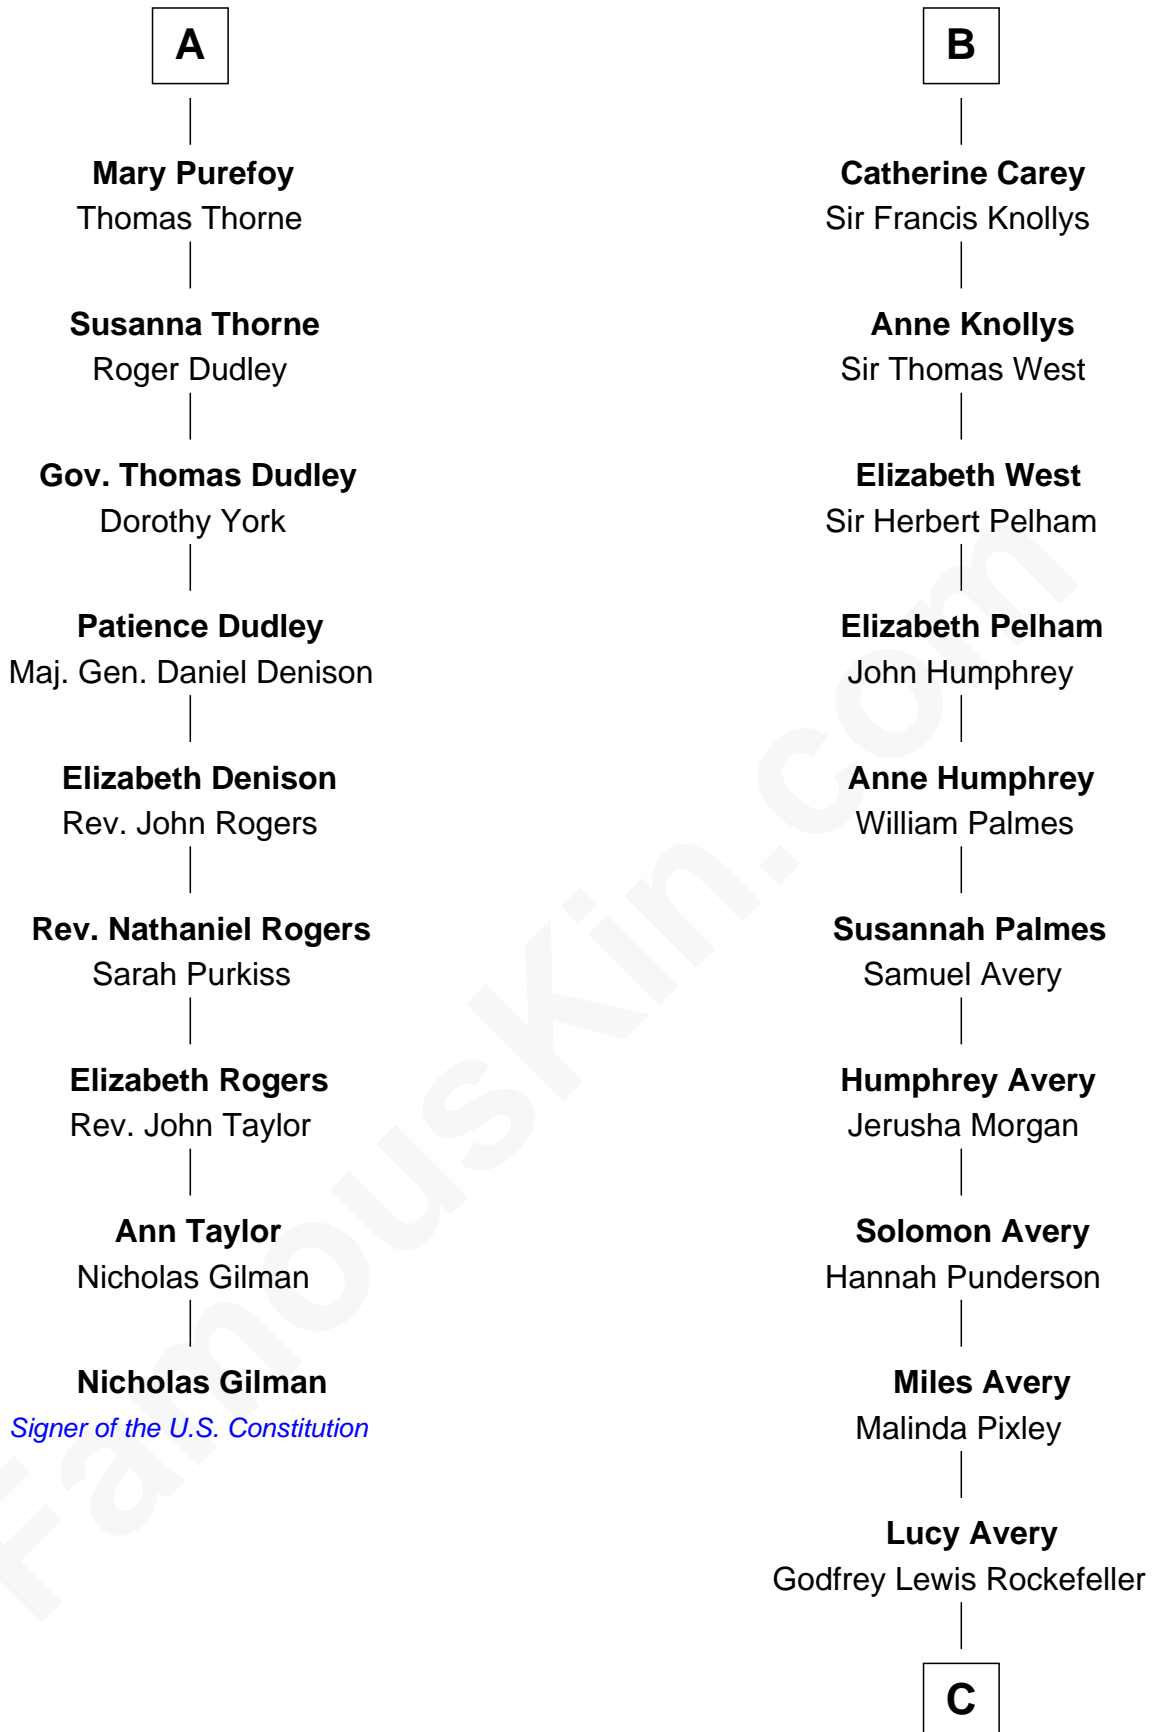 A
Mary Purefoy
Thomas Thorne
Susanna Thorne
Roger Dudley
Gov. Thomas Dudley
Dorothy York
Patience Dudley
Maj. Gen. Daniel Denison
Elizabeth Denison
Rev. John Rogers
Rev. Nathaniel Rogers
Sarah Purkiss
Elizabeth Rogers
Rev. John Taylor
Ann Taylor
Nicholas Gilman
Nicholas Gilman
Signer of the U.S. Constitution
B
Catherine Carey
Sir Francis Knollys
Anne Knollys
Sir Thomas West
Elizabeth West
Sir Herbert Pelham
Elizabeth Pelham
John Humphrey
Anne Humphrey
William Palmes
Susannah Palmes
Samuel Avery
Humphrey Avery
Jerusha Morgan
Solomon Avery
Hannah Punderson
Miles Avery
Malinda Pixley
Lucy Avery
Godfrey Lewis Rockefeller
C
FamousKin.com